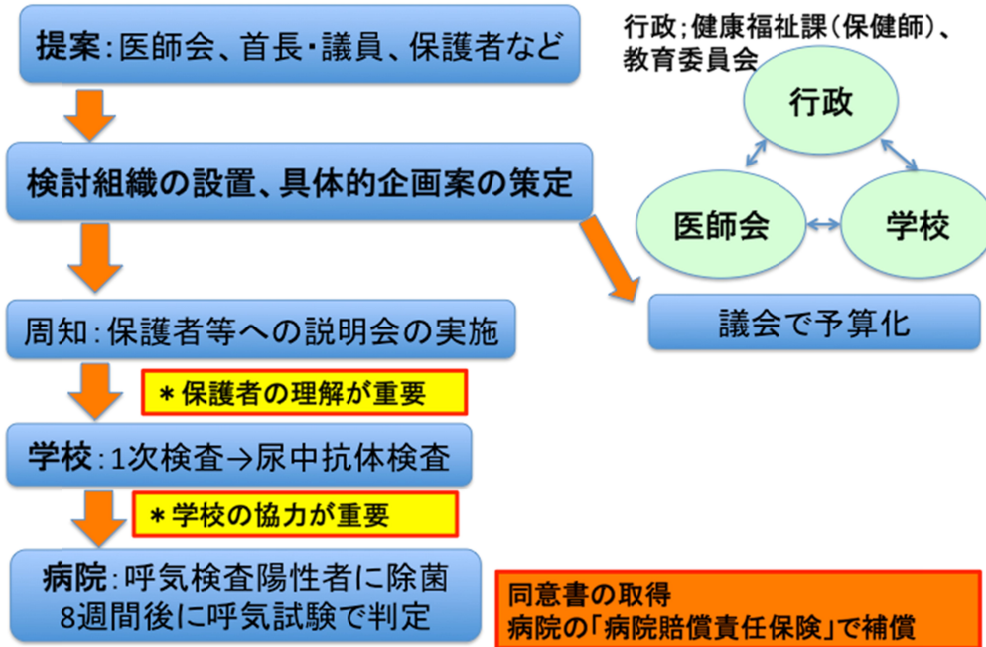 提案：医師会、首長・議員、保護者など
行政；健康福祉課（保健師）、
教育委員会
行政
医師会
学校
検討組織の設置、具体的企画案の策定
議会で予算化
周知：保護者等への説明会の実施
＊保護者の理解が重要
学校：1次検査→尿中抗体検査
＊学校の協力が重要
病院：呼気検査陽性者に除菌
8週間後に呼気試験で判定
同意書の取得
病院の「病院賠償責任保険」で補償